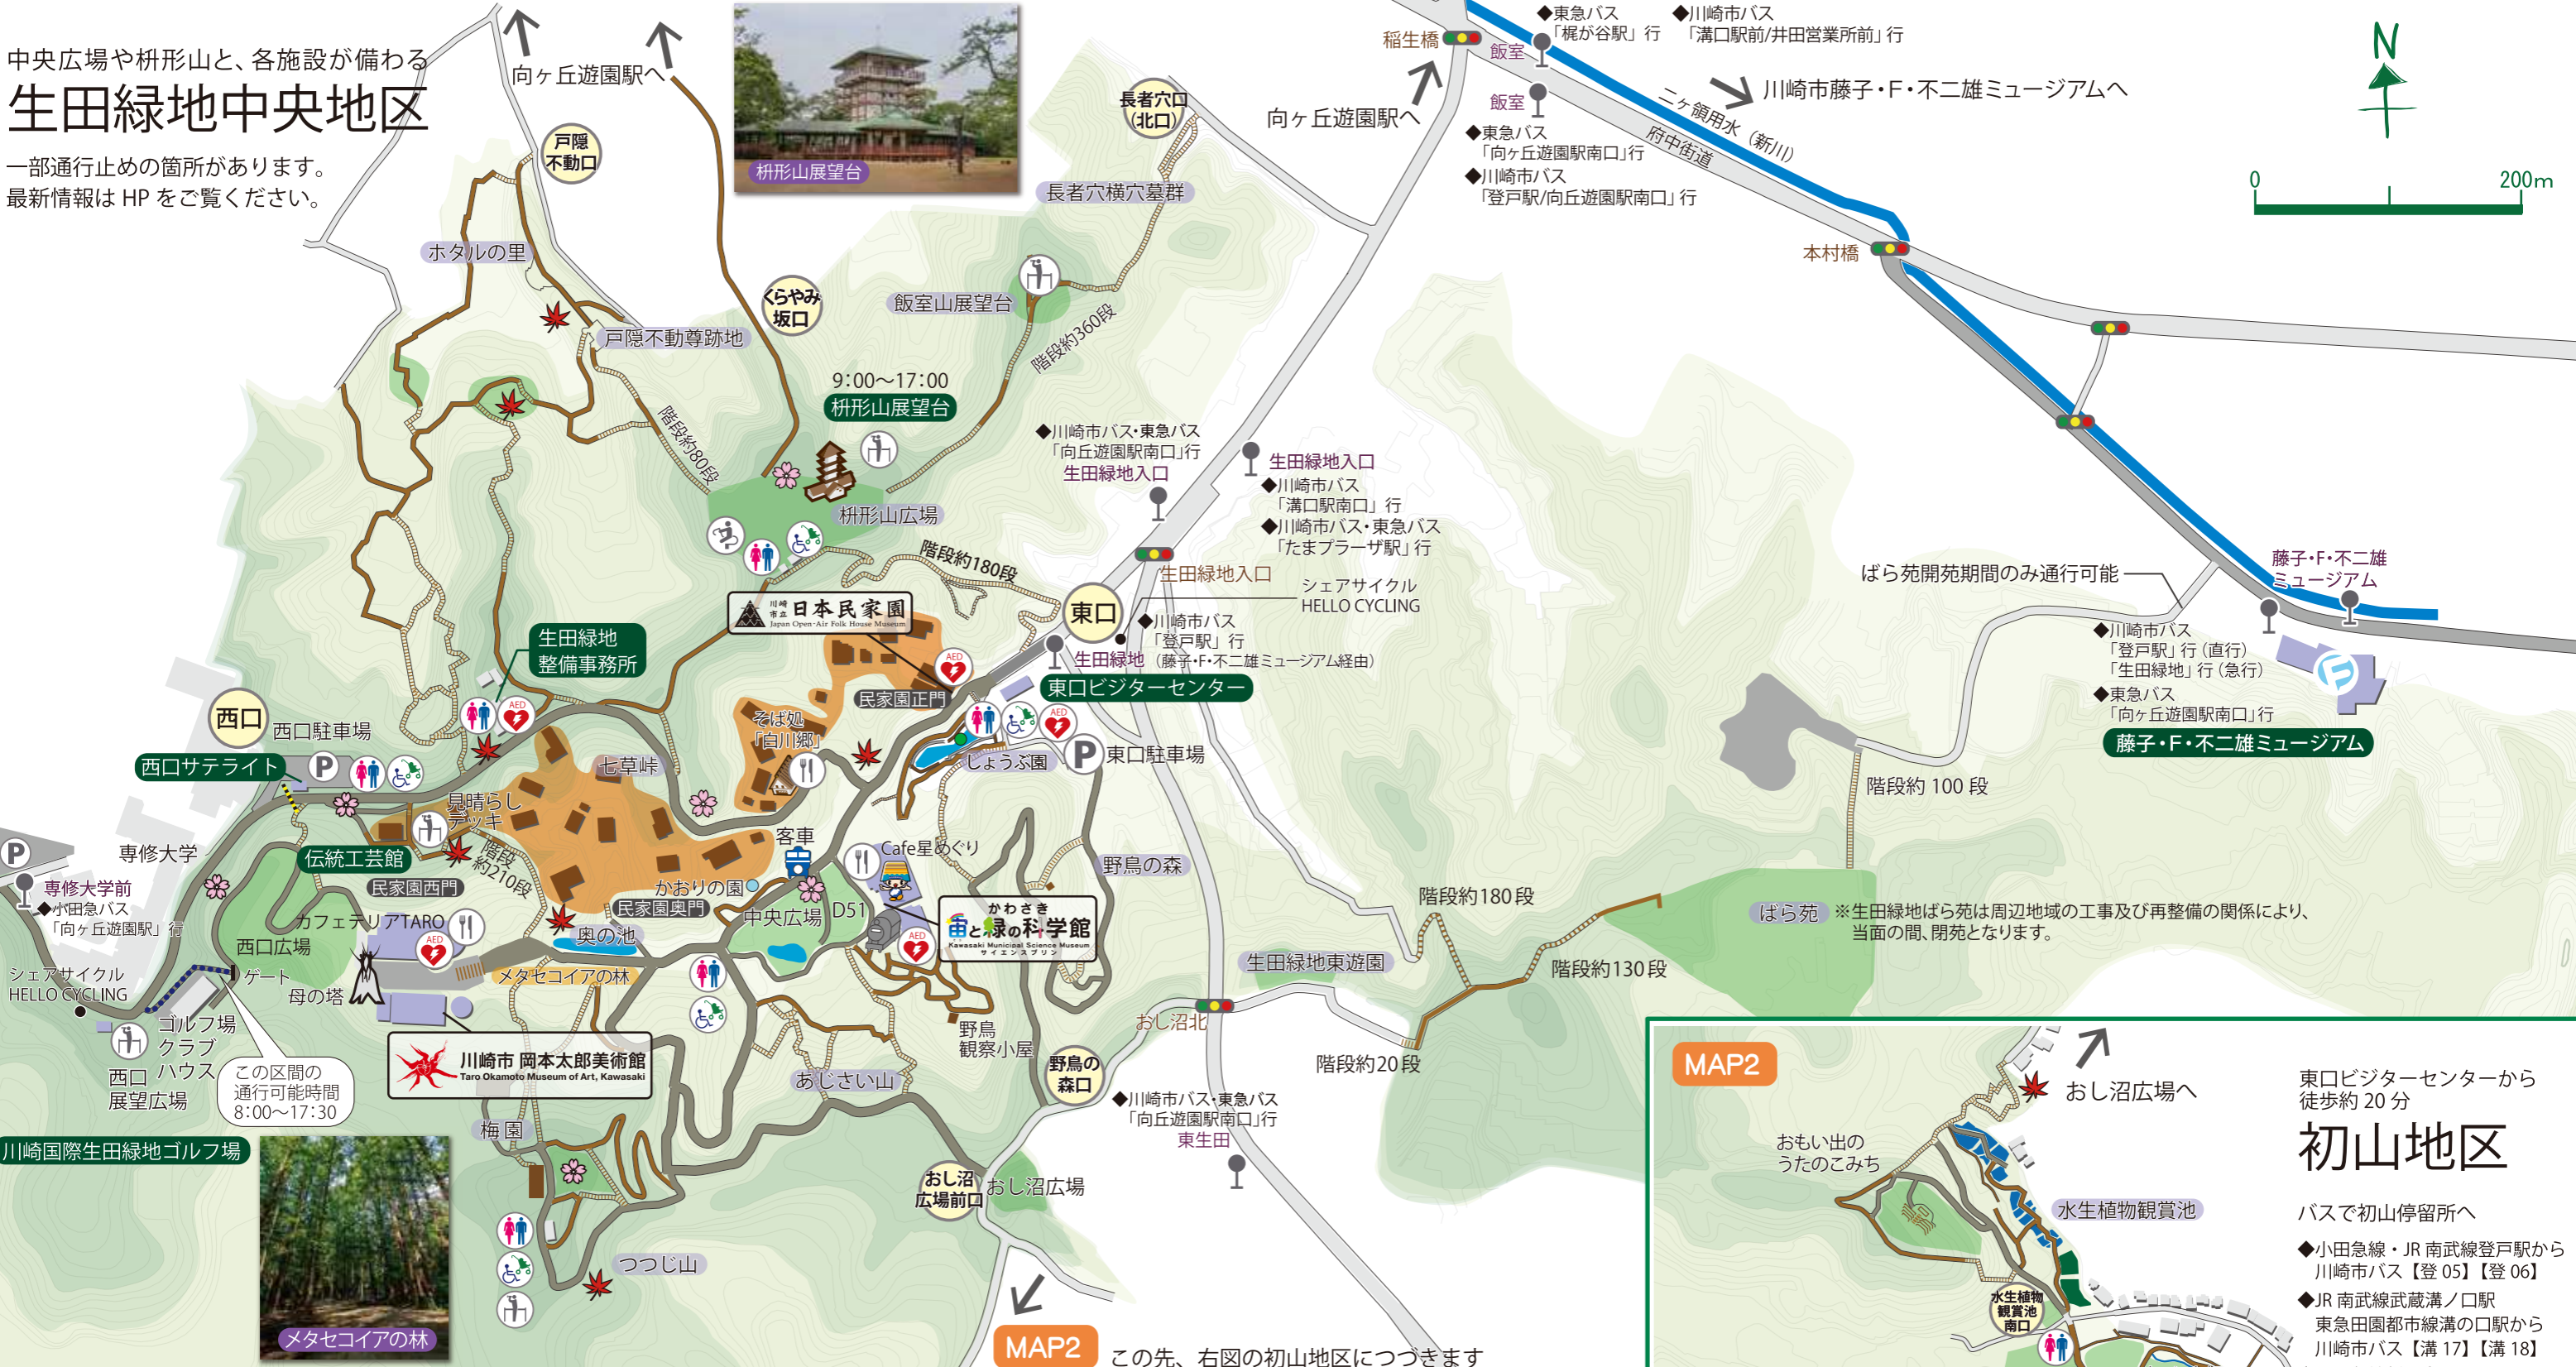 中央広場や枡形山と、各施設が備わる
生田緑地中央地区
一部通行止めの箇所があります。
最新情報は HP をご覧ください。
向ヶ丘遊園駅へ
戸隠
不動口
枡形山展望台
長者穴口
(北口)
長者穴横穴墓群
ホタルの里
戸隠不動尊跡地
くらやみ
坂口
飯室山展望台
階段約360段
9:00〜17:00
枡形山展望台
階段約80段
枡形山広場
階段約180段
稲生橋
向ヶ丘遊園駅へ
飯室
◆東急バス
「梶が谷駅」行
◆川崎市バス
「溝口駅前/井田営業所前」行
飯室
◆東急バス
「向ヶ丘遊園駅南口」行
◆川崎市バス
「登戸駅/向丘遊園駅南口」行
二ヶ領用水（新川）
府中街道
川崎市藤子・F・不二雄ミュージアムへ
N
0
200m
本村橋
◆川崎市バス・東急バス
「向丘遊園駅南口」行
生田緑地入口
生田緑地入口
◆川崎市バス
「溝口駅南口」行
◆川崎市バス・東急バス
「たまプラーザ駅」行
生田緑地入口
シェアサイクル
HELLO CYCLING
東口
◆川崎市バス
「登戸駅」行
（藤子・F・不二雄ミュージアム経由）
生田緑地
東口ビジターセンター
川崎
市立
日本民家園
Japan Open-Air Folk House Museum
AED
民家園正門
そば処
「白川郷」
しょうぶ園
AED
P
東口駐車場
生田緑地
整備事務所
AED
西口
西口駐車場
P
西口サテライト
七草峠
見晴らし
デッキ
伝統工芸館
階段
約210段
民家園西門
専修大学
P
専修大学前
◆小田急バス
「向ヶ丘遊園駅」行
カフェテリアTARO
AED
西口広場
ゲート
母の塔
シェアサイクル
HELLO CYCLING
ゴルフ場
クラブ
ハウス
西口
展望広場
この区間の
通行可能時間
8:00〜17:30
川崎国際生田緑地ゴルフ場
メタセコイアの林
客車
かおりの園
民家園奥門
奥の池
メタセコイアの林
中央広場
D51
Cafe星めぐり
かわさき
宙と緑の科学館
Kawasaki Municipal Science Museum
サイエンスプリン
AED
野鳥の森
野鳥
観察小屋
野鳥の
森口
川崎市 岡本太郎美術館
Taro Okamoto Museum of Art, Kawasaki
あじさい山
梅園
つつじ山
おし沼
広場前口
おし沼広場
おし沼北
生田緑地東遊園
◆川崎市バス・東急バス
「向丘遊園駅南口」行
東生田
階段約20段
階段約180段
階段約130段
ばら苑
※生田緑地ばら苑は周辺地域の工事及び再整備の関係により、
当面の間、閉苑となります。
階段約 100 段
ばら苑開苑期間のみ通行可能
藤子・F・不二雄
ミュージアム
◆川崎市バス
「登戸駅」行（直行）
「生田緑地」行（急行）
◆東急バス
「向ヶ丘遊園駅南口」行
藤子・F・不二雄ミュージアム
MAP2
この先、右図の初山地区につづきます
MAP2
おし沼広場へ
おもい出の
うたのこみち
水生植物観賞池
水生植物
観賞池
南口
東口ビジターセンターから
徒歩約 20 分
初山地区
バスで初山停留所へ
◆小田急線・JR 南武線登戸駅から
川崎市バス【登 05】【登 06】
◆JR 南武線武蔵溝ノ口駅
東急田園都市線溝の口駅から
川崎市バス【溝 17】【溝 18】